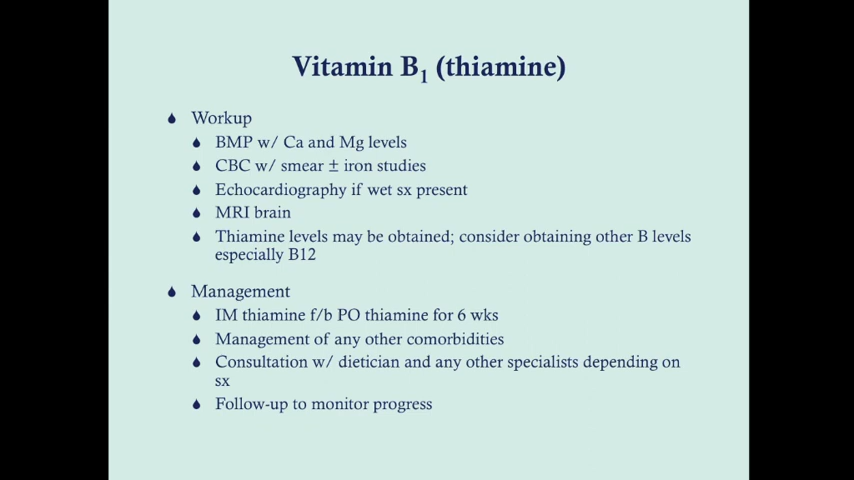 Vitamin B₁ (thiamine)
Workup
BMP w/ Ca and Mg levels
CBC w/ smear ± iron studies
Echocardiography if wet sx present
MRI brain
Thiamine levels may be obtained; consider obtaining other B levels
especially B12
Management
IM thiamine f/b PO thiamine for 6 wks
Management of any other comorbidities
Consultation w/ dietician and any other specialists depending on
sx
Follow-up to monitor progress